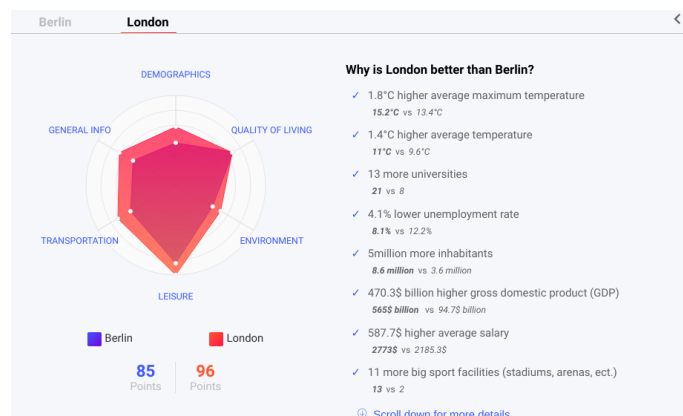 Berlin
London
DEMOGRAPHICS
GENERAL INFO
QUALITY OF LIVING
TRANSPORTATION
ENVIRONMENT
LEISURE
Berlin
London
85
Points
96
Points
Why is London better than Berlin?
1.8°C higher average maximum temperature
15.2°C vs 13.4°C
1.4°C higher average temperature
11°C vs 9.6°C
13 more universities
21 vs 8
4.1% lower unemployment rate
8.1% vs 12.2%
5million more inhabitants
8.6 million vs 3.6 million
470.3$ billion higher gross domestic product (GDP)
565$ billion vs 94.7$ billion
587.7$ higher average salary
2773$ vs 2185.3$
11 more big sport facilities (stadiums, arenas, ect.)
13 vs 2
Scroll down for more details